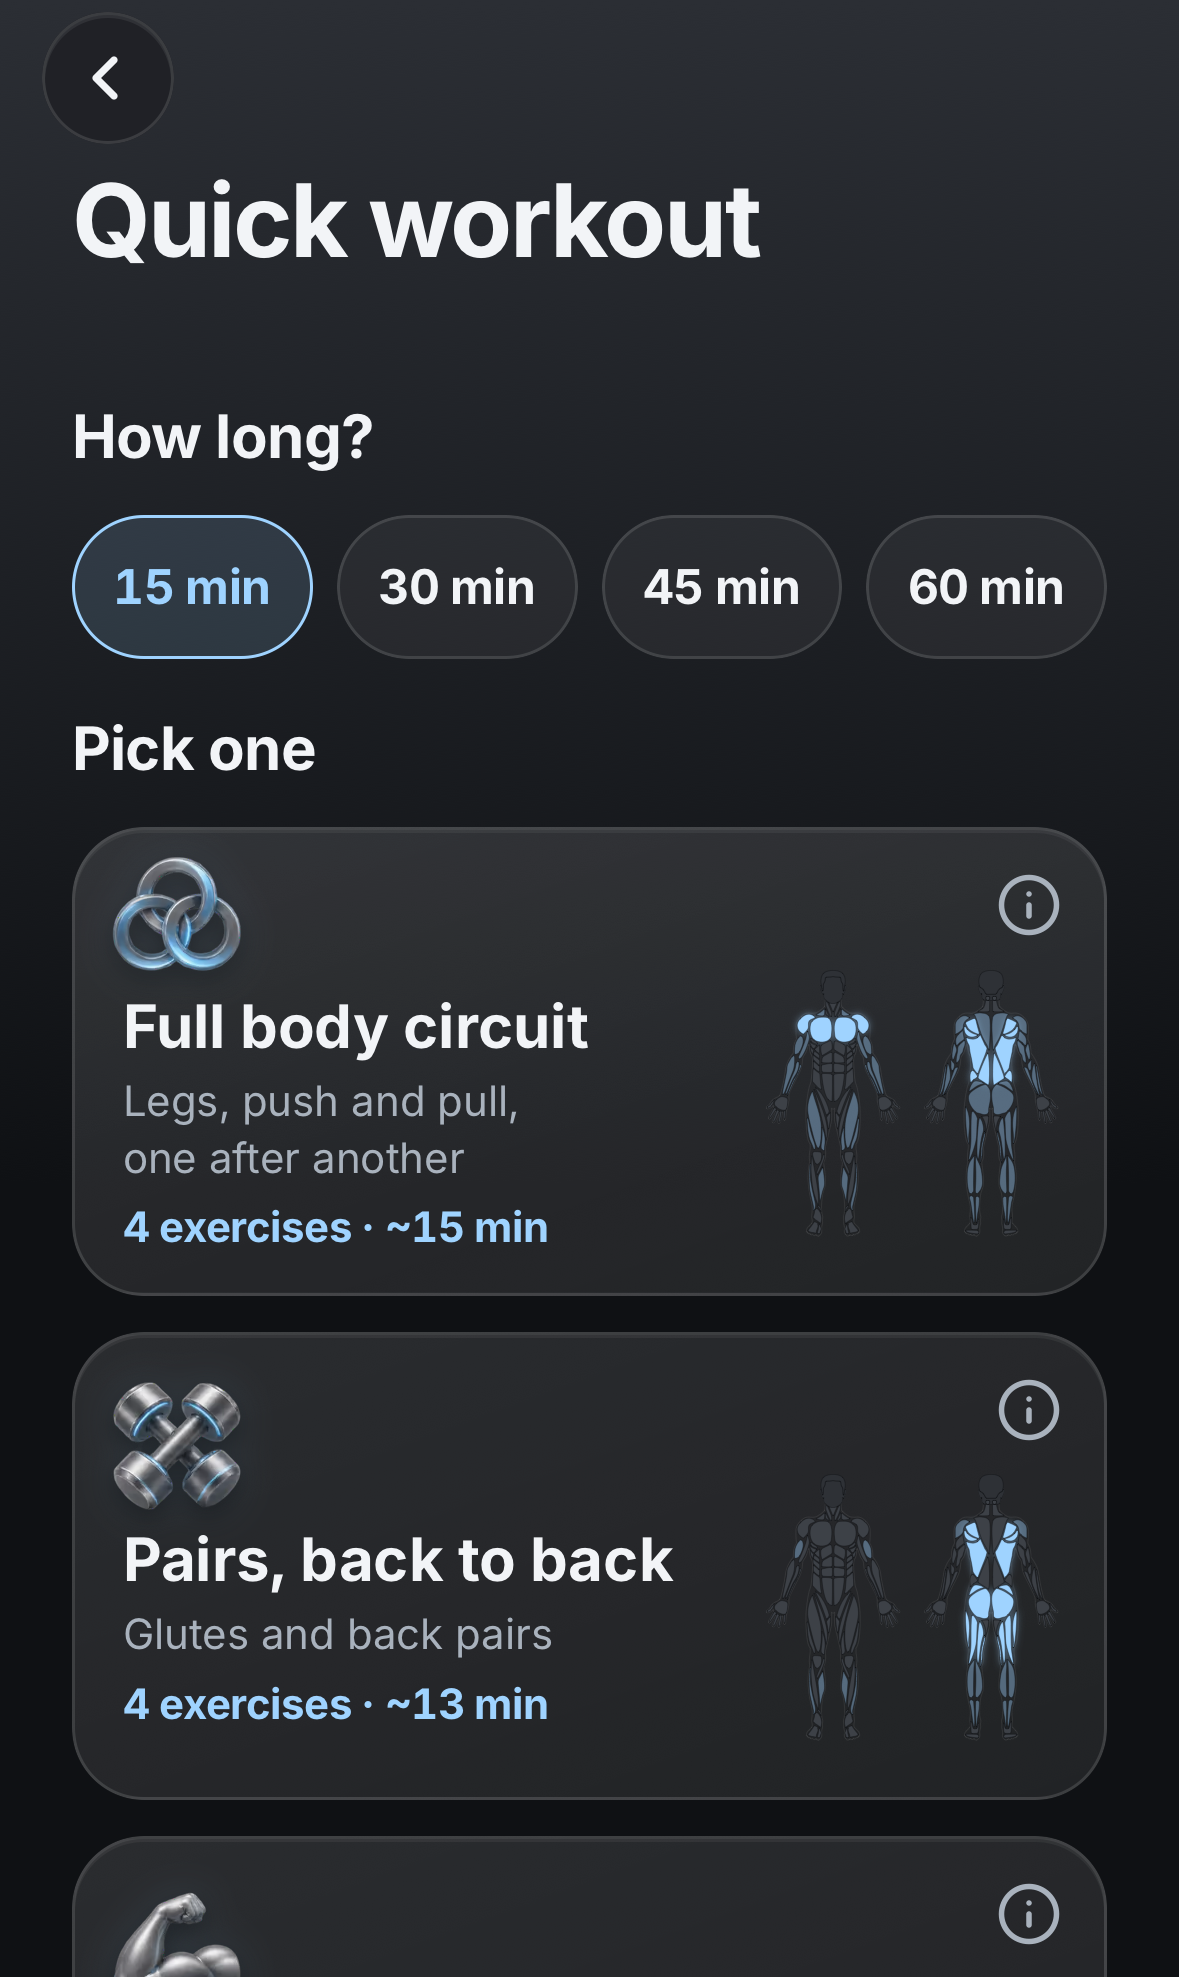 Quick workout
How long?
15 min
30 min
45 min
60 min
Pick one
Full body circuit
Legs, push and pull,
one after another
4 exercises · ~15 min
Pairs, back to back
Glutes and back pairs
4 exercises · ~13 min